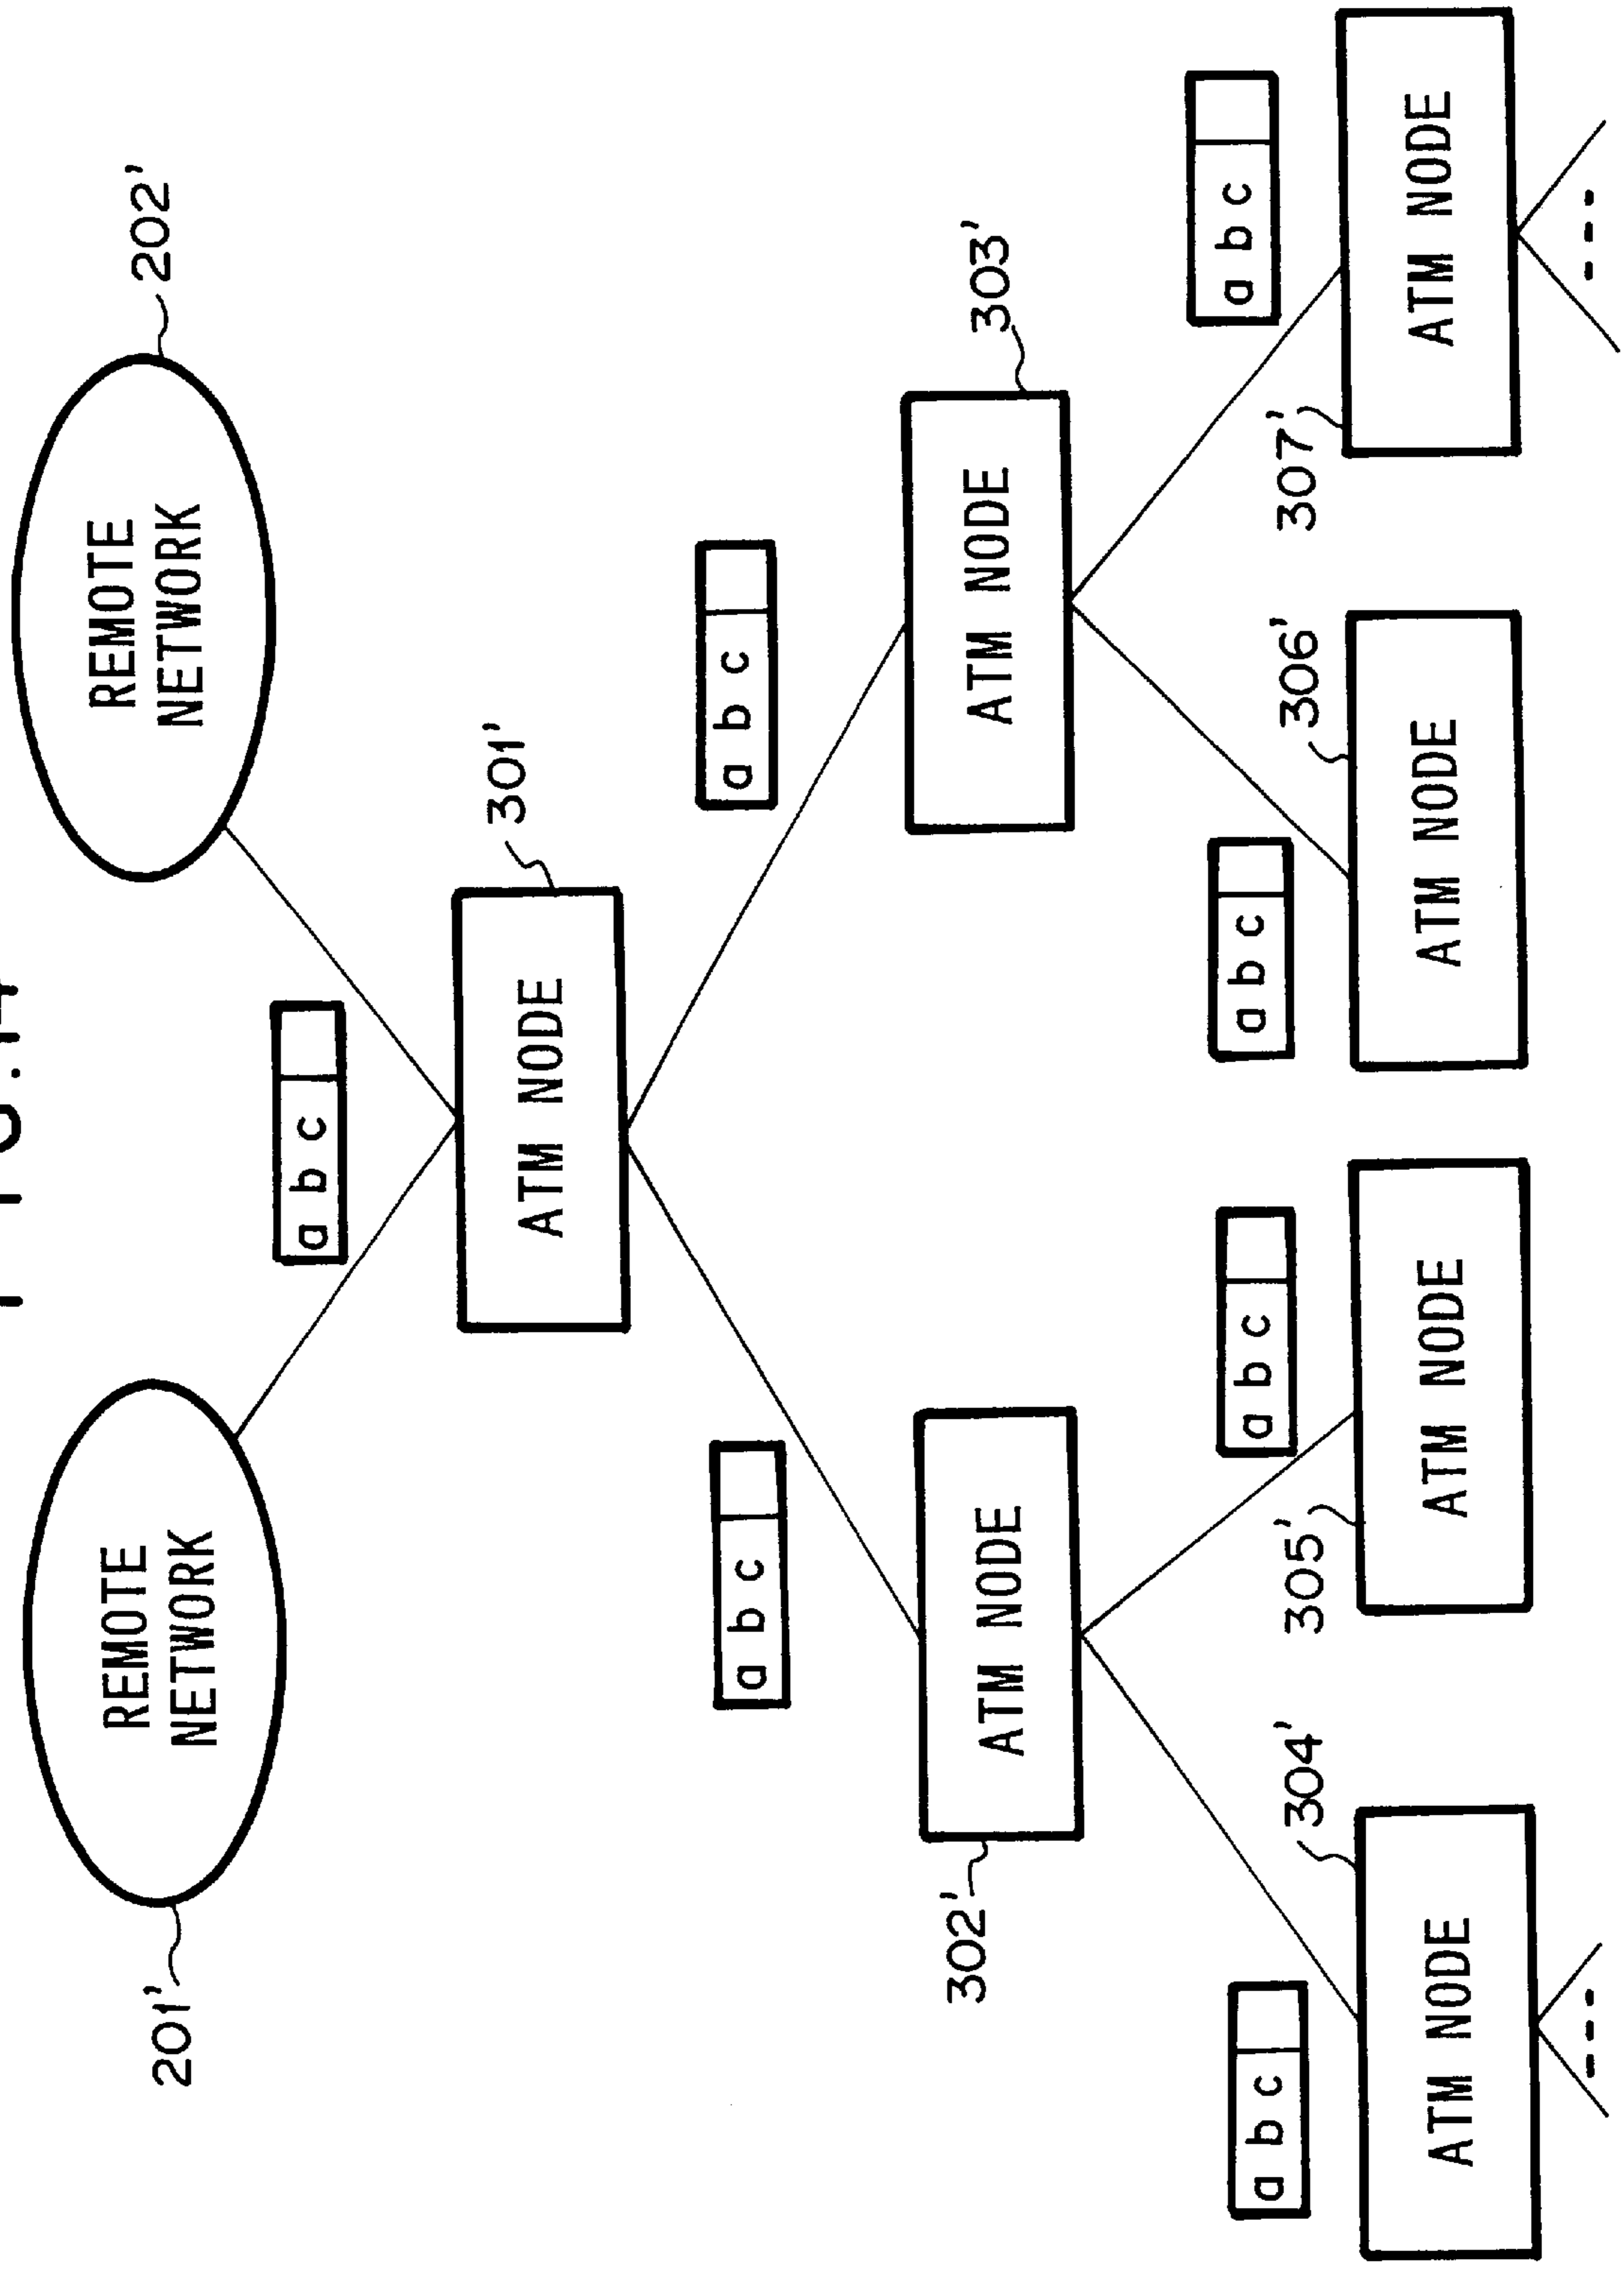 REMOTE
NETWORK
201'
REMOTE
NETWORK
202'
a b c
301'
ATM NODE
a b c
a b c
302'
ATM NODE
303'
ATM NODE
a b c
304'
305'
a b c
a b c
306'
307'
a b c
ATM NODE
ATM NODE
ATM NODE
ATM NODE